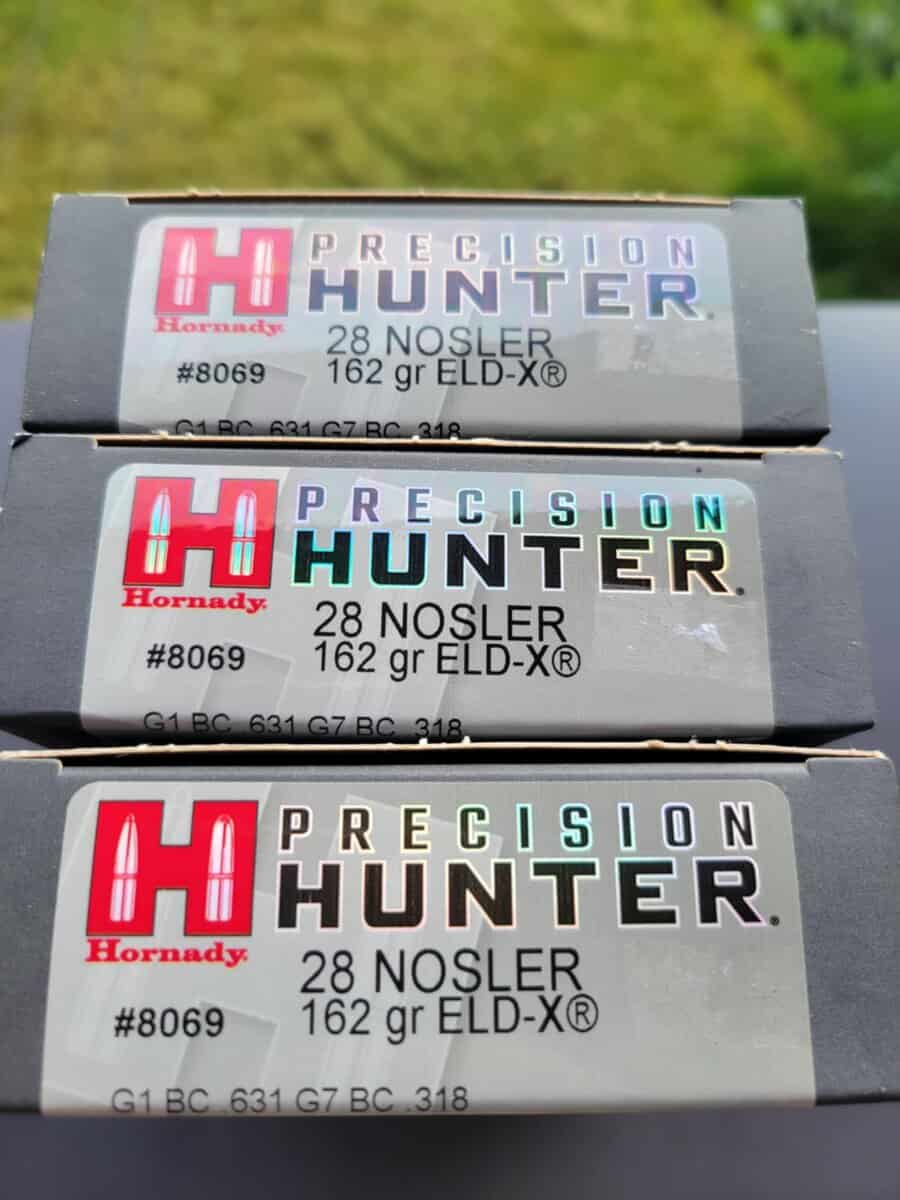 PRECISION
HUNTER®
Hornady.
28 NOSLER
#8069 162 gr ELD-X®
G1 BC .631 G7 BC .318
PRECISION
HUNTER®
Hornady.
28 NOSLER
#8069 162 gr ELD-X®
G1 BC .631 G7 BC .318
PRECISION
HUNTER®
Hornady.
28 NOSLER
#8069 162 gr ELD-X®
G1 BC .631 G7 BC .318